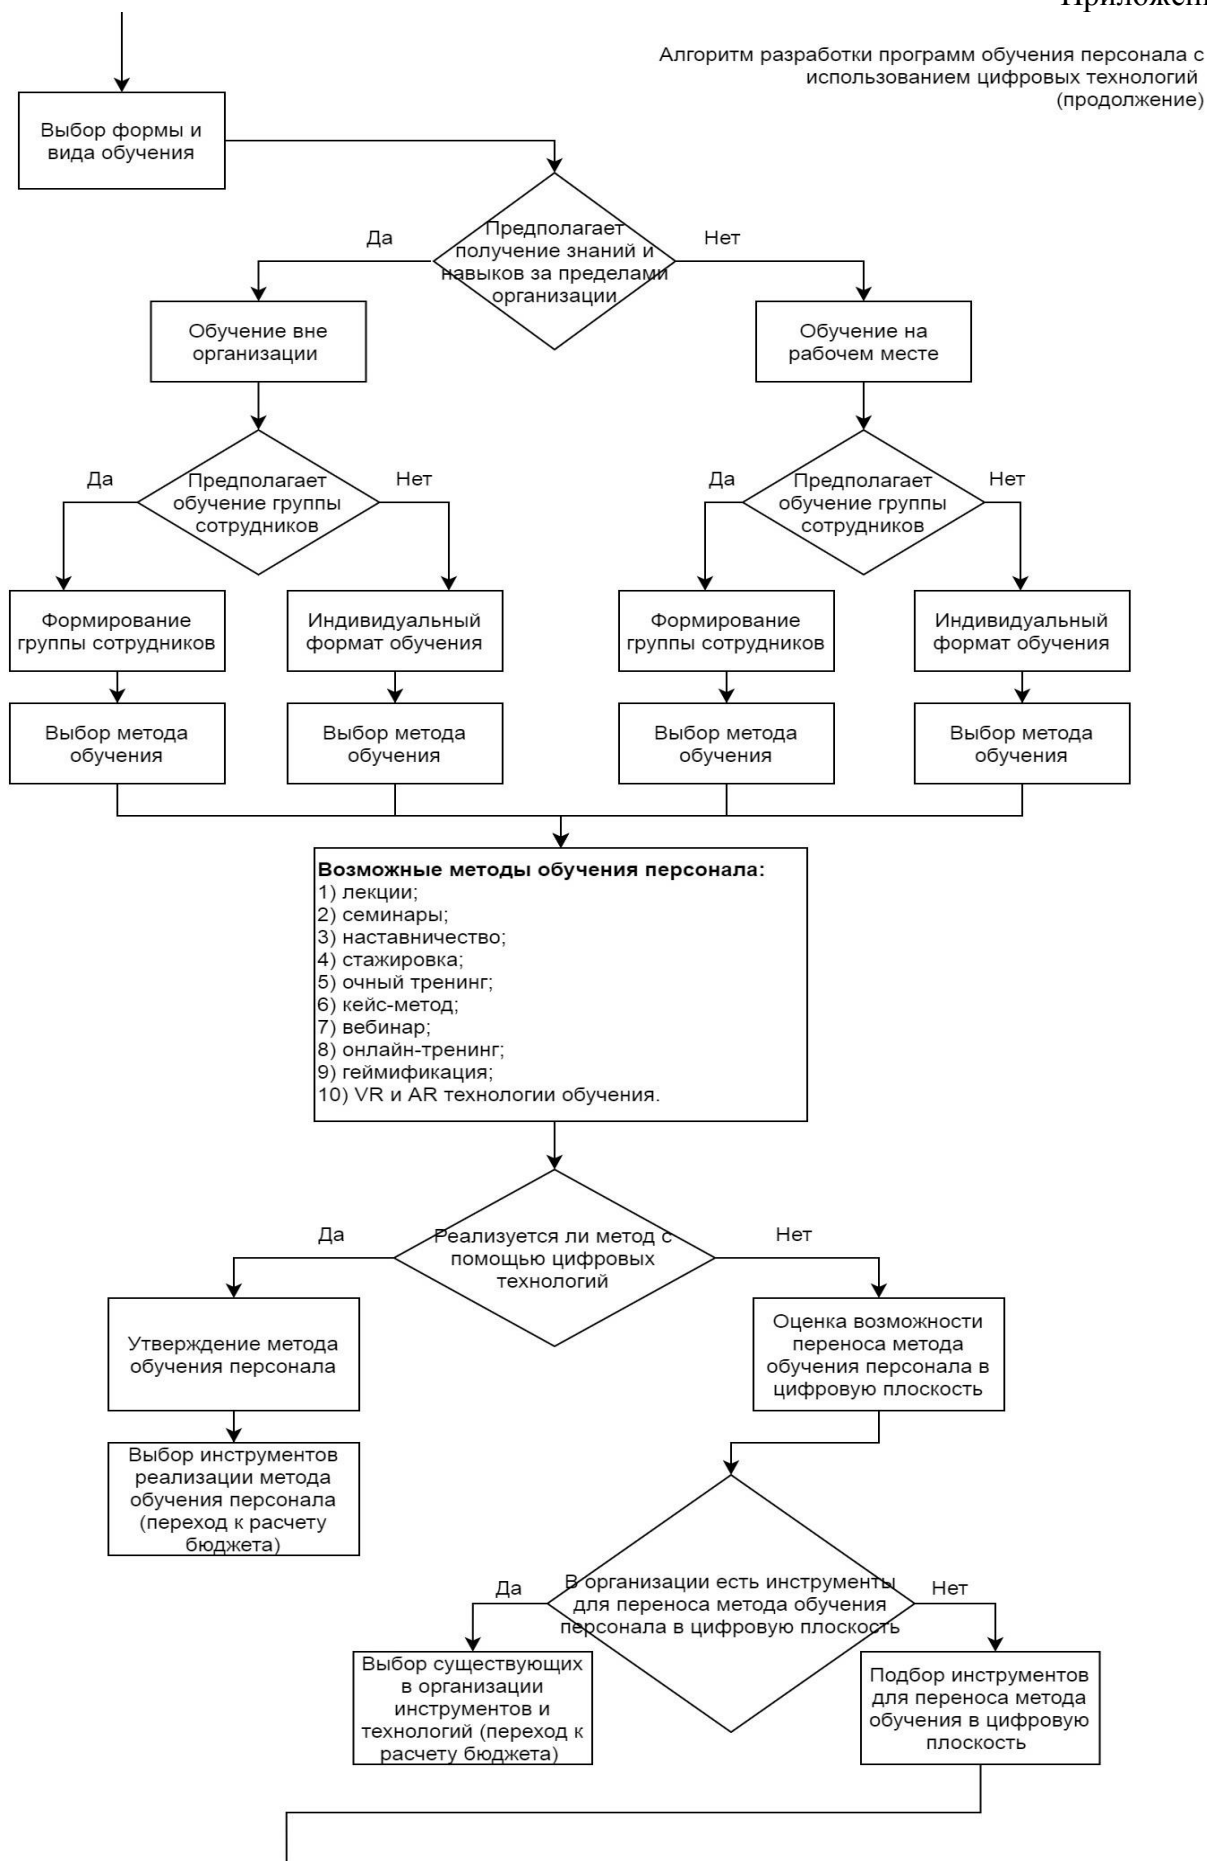 Алгоритм разработки программ обучения персонала с
использованием цифровых технологий
(продолжение)
Выбор формы и
вида обучения
Предполагает
получение знаний и
навыков за пределами
организации
Да
Нет
Обучение вне
организации
Обучение на
рабочем месте
Предполагает
обучение группы
сотрудников
Да
Нет
Предполагает
обучение группы
сотрудников
Да
Нет
Формирование
группы сотрудников
Индивидуальный
формат обучения
Формирование
группы сотрудников
Индивидуальный
формат обучения
Выбор метода
обучения
Выбор метода
обучения
Выбор метода
обучения
Выбор метода
обучения
Возможные методы обучения персонала:
1) лекции;
2) семинары;
3) наставничество;
4) стажировка;
5) очный тренинг;
6) кейс-метод;
7) вебинар;
8) онлайн-тренинг;
9) геймификация;
10) VR и AR технологии обучения.
Реализуется ли метод с
помощью цифровых
технологий
Да
Нет
Утверждение метода
обучения персонала
Оценка возможности
переноса метода
обучения персонала в
цифровую плоскость
Выбор инструментов
реализации метода
обучения персонала
(переход к расчету
бюджета)
В организации есть инструменты
для переноса метода обучения
персонала в цифровую плоскость
Да
Нет
Выбор существующих
в организации
инструментов и
технологий (переход к
расчету бюджета)
Подбор инструментов
для переноса метода
обучения в цифровую
плоскость